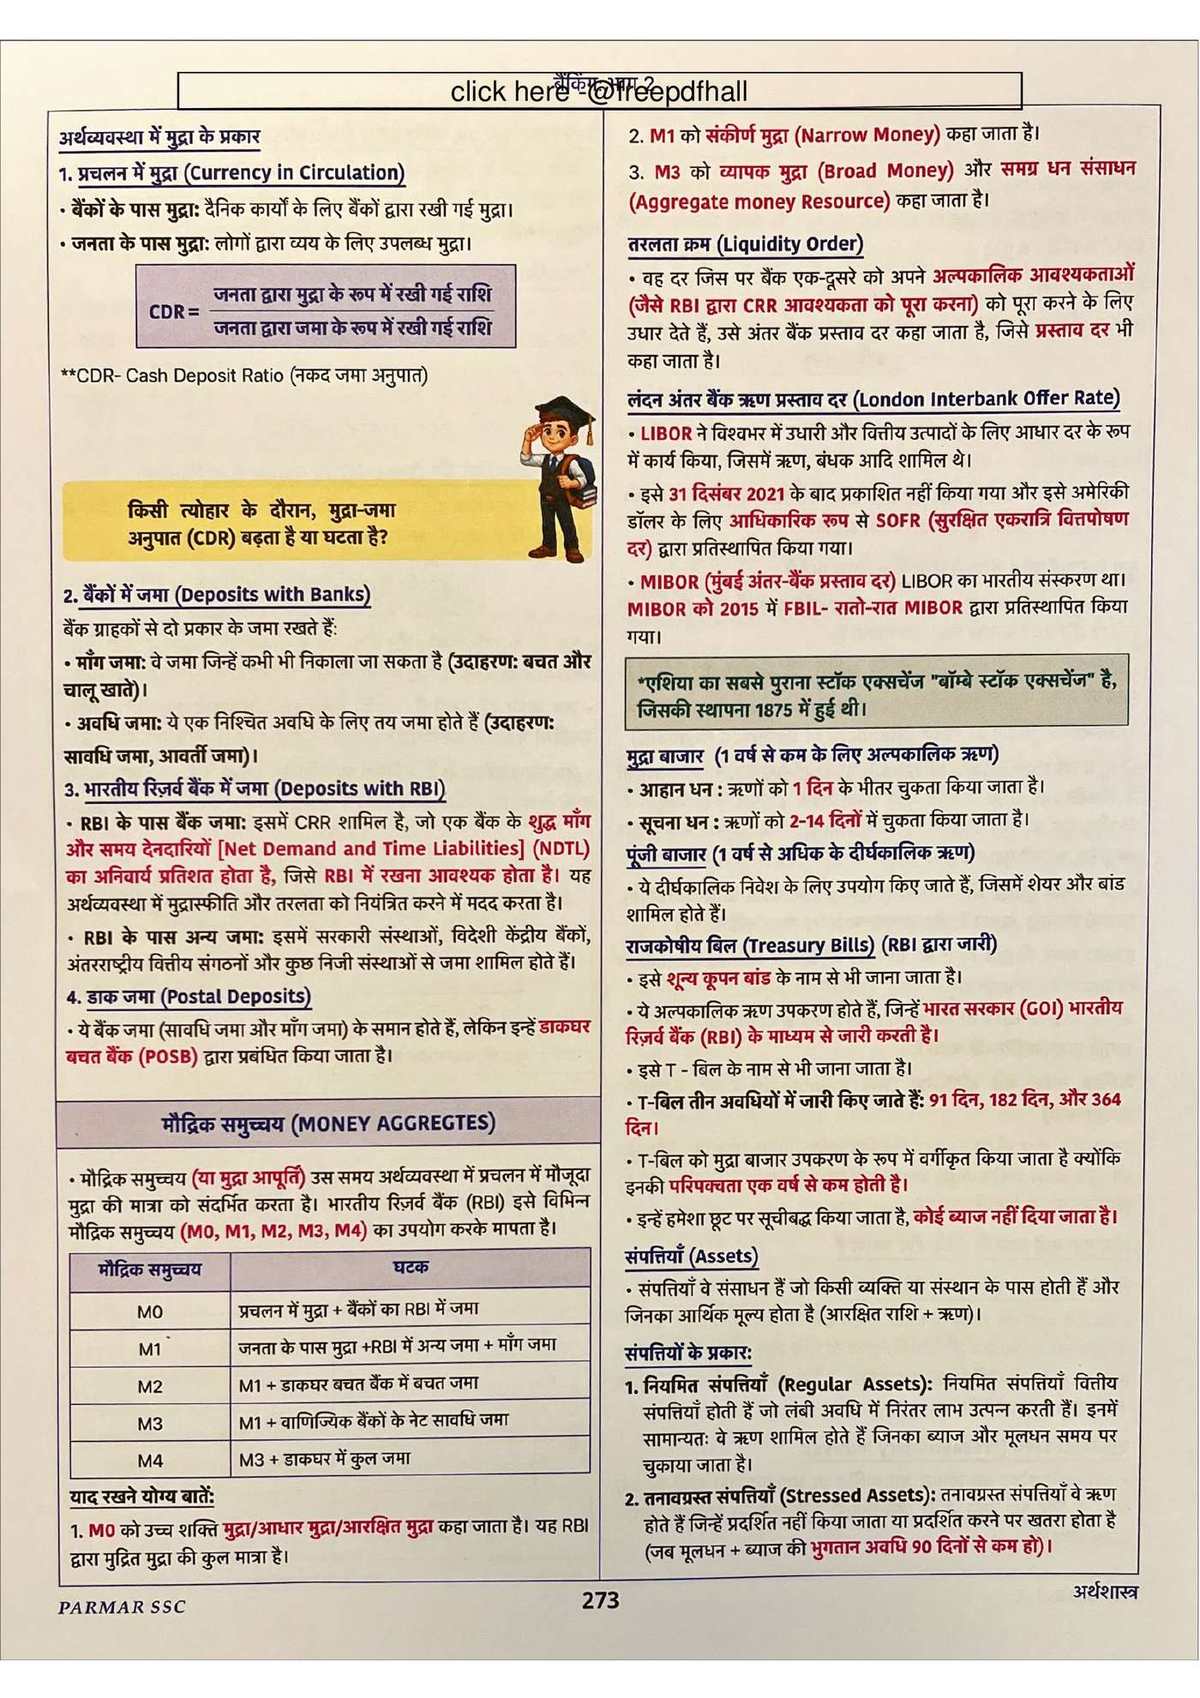 बैंकिंग भाग 2
click here -@freepdfhall
अर्थव्यवस्था में मुद्रा के प्रकार
1. प्रचलन में मुद्रा (Currency in Circulation)
• बैंकों के पास मुद्रा: दैनिक कार्यों के लिए बैंकों द्वारा रखी गई मुद्रा।
• जनता के पास मुद्रा: लोगों द्वारा व्यय के लिए उपलब्ध मुद्रा।
CDR = जनता द्वारा मुद्रा के रूप में रखी गई राशि
जनता द्वारा जमा के रूप में रखी गई राशि
**CDR- Cash Deposit Ratio (नकद जमा अनुपात)
किसी त्योहार के दौरान, मुद्रा-जमा
अनुपात (CDR) बढ़ता है या घटता है?
2. बैंकों में जमा (Deposits with Banks)
बैंक ग्राहकों से दो प्रकार के जमा रखते हैं:
• माँग जमा: वे जमा जिन्हें कभी भी निकाला जा सकता है (उदाहरण: बचत और
चालू खाते)।
• अवधि जमा: ये एक निश्चित अवधि के लिए तय जमा होते हैं (उदाहरण:
सावधि जमा, आवर्ती जमा)।
3. भारतीय रिज़र्व बैंक में जमा (Deposits with RBI)
• RBI के पास बैंक जमा: इसमें CRR शामिल है, जो एक बैंक के शुद्ध माँग
और समय देनदारियों [Net Demand and Time Liabilities] (NDTL)
का अनिवार्य प्रतिशत होता है, जिसे RBI में रखना आवश्यक होता है। यह
अर्थव्यवस्था में मुद्रास्फीति और तरलता को नियंत्रित करने में मदद करता है।
• RBI के पास अन्य जमा: इसमें सरकारी संस्थाओं, विदेशी केंद्रीय बैंकों,
अंतरराष्ट्रीय वित्तीय संगठनों और कुछ निजी संस्थाओं से जमा शामिल होते हैं।
4. डाक जमा (Postal Deposits)
• ये बैंक जमा (सावधि जमा और माँग जमा) के समान होते हैं, लेकिन इन्हें डाकघर
बचत बैंक (POSB) द्वारा प्रबंधित किया जाता है।
मौद्रिक समुच्चय (MONEY AGGREGTES)
• मौद्रिक समुच्चय (या मुद्रा आपूर्ति) उस समय अर्थव्यवस्था में प्रचलन में मौजूदा
मुद्रा की मात्रा को संदर्भित करता है। भारतीय रिज़र्व बैंक (RBI) इसे विभिन्न
मौद्रिक समुच्चय (M0, M1, M2, M3, M4) का उपयोग करके मापता है।
मौद्रिक समुच्चय घटक
M0 प्रचलन में मुद्रा + बैंकों का RBI में जमा
M1 जनता के पास मुद्रा +RBI में अन्य जमा + माँग जमा
M2 M1 + डाकघर बचत बैंक में बचत जमा
M3 M1 + वाणिज्यिक बैंकों के नेट सावधि जमा
M4 M3 + डाकघर में कुल जमा
याद रखने योग्य बातें:
1. M0 को उच्च शक्ति मुद्रा/आधार मुद्रा/आरक्षित मुद्रा कहा जाता है। यह RBI
द्वारा मुद्रित मुद्रा की कुल मात्रा है।
2. M1 को संकीर्ण मुद्रा (Narrow Money) कहा जाता है।
3. M3 को व्यापक मुद्रा (Broad Money) और समग्र धन संसाधन
(Aggregate money Resource) कहा जाता है।
तरलता क्रम (Liquidity Order)
• वह दर जिस पर बैंक एक-दूसरे को अपने अल्पकालिक आवश्यकताओं
(जैसे RBI द्वारा CRR आवश्यकता को पूरा करना) को पूरा करने के लिए
उधार देते हैं, उसे अंतर बैंक प्रस्ताव दर कहा जाता है, जिसे प्रस्ताव दर भी
कहा जाता है।
लंदन अंतर बैंक ऋण प्रस्ताव दर (London Interbank Offer Rate)
• LIBOR ने विश्वभर में उधारी और वित्तीय उत्पादों के लिए आधार दर के रूप
में कार्य किया, जिसमें ऋण, बंधक आदि शामिल थे।
• इसे 31 दिसंबर 2021 के बाद प्रकाशित नहीं किया गया और इसे अमेरिकी
डॉलर के लिए आधिकारिक रूप से SOFR (सुरक्षित एकरात्रि वित्तपोषण
दर) द्वारा प्रतिस्थापित किया गया।
• MIBOR (मुंबई अंतर-बैंक प्रस्ताव दर) LIBOR का भारतीय संस्करण था।
MIBOR को 2015 में FBIL- रातो-रात MIBOR द्वारा प्रतिस्थापित किया
गया।
*एशिया का सबसे पुराना स्टॉक एक्सचेंज "बॉम्बे स्टॉक एक्सचेंज" है,
जिसकी स्थापना 1875 में हुई थी।
मुद्रा बाजार (1 वर्ष से कम के लिए अल्पकालिक ऋण)
• आहान धन : ऋणों को 1 दिन के भीतर चुकता किया जाता है।
• सूचना धन : ऋणों को 2-14 दिनों में चुकता किया जाता है।
पूंजी बाजार (1 वर्ष से अधिक के दीर्घकालिक ऋण)
• ये दीर्घकालिक निवेश के लिए उपयोग किए जाते हैं, जिसमें शेयर और बांड
शामिल होते हैं।
राजकोषीय बिल (Treasury Bills) (RBI द्वारा जारी)
• इसे शून्य कूपन बांड के नाम से भी जाना जाता है।
• ये अल्पकालिक ऋण उपकरण होते हैं, जिन्हें भारत सरकार (GOI) भारतीय
रिज़र्व बैंक (RBI) के माध्यम से जारी करती है।
• इसे T - बिल के नाम से भी जाना जाता है।
• T-बिल तीन अवधियों में जारी किए जाते हैं: 91 दिन, 182 दिन, और 364
दिन।
• T-बिल को मुद्रा बाजार उपकरण के रूप में वर्गीकृत किया जाता है क्योंकि
इनकी परिपक्वता एक वर्ष से कम होती है।
• इन्हें हमेशा छूट पर सूचीबद्ध किया जाता है, कोई ब्याज नहीं दिया जाता है।
संपत्तियाँ (Assets)
• संपत्तियाँ वे संसाधन हैं जो किसी व्यक्ति या संस्थान के पास होती हैं और
जिनका आर्थिक मूल्य होता है (आरक्षित राशि + ऋण)।
संपत्तियों के प्रकार:
1. नियमित संपत्तियाँ (Regular Assets): नियमित संपत्तियाँ वित्तीय
संपत्तियाँ होती हैं जो लंबी अवधि में निरंतर लाभ उत्पन्न करती हैं। इनमें
सामान्यतः वे ऋण शामिल होते हैं जिनका ब्याज और मूलधन समय पर
चुकाया जाता है।
2. तनावग्रस्त संपत्तियाँ (Stressed Assets): तनावग्रस्त संपत्तियाँ वे ऋण
होते हैं जिन्हें प्रदर्शित नहीं किया जाता या प्रदर्शित करने पर खतरा होता है
(जब मूलधन + ब्याज की भुगतान अवधि 90 दिनों से कम हो)।
PARMAR SSC
273
अर्थशास्त्र